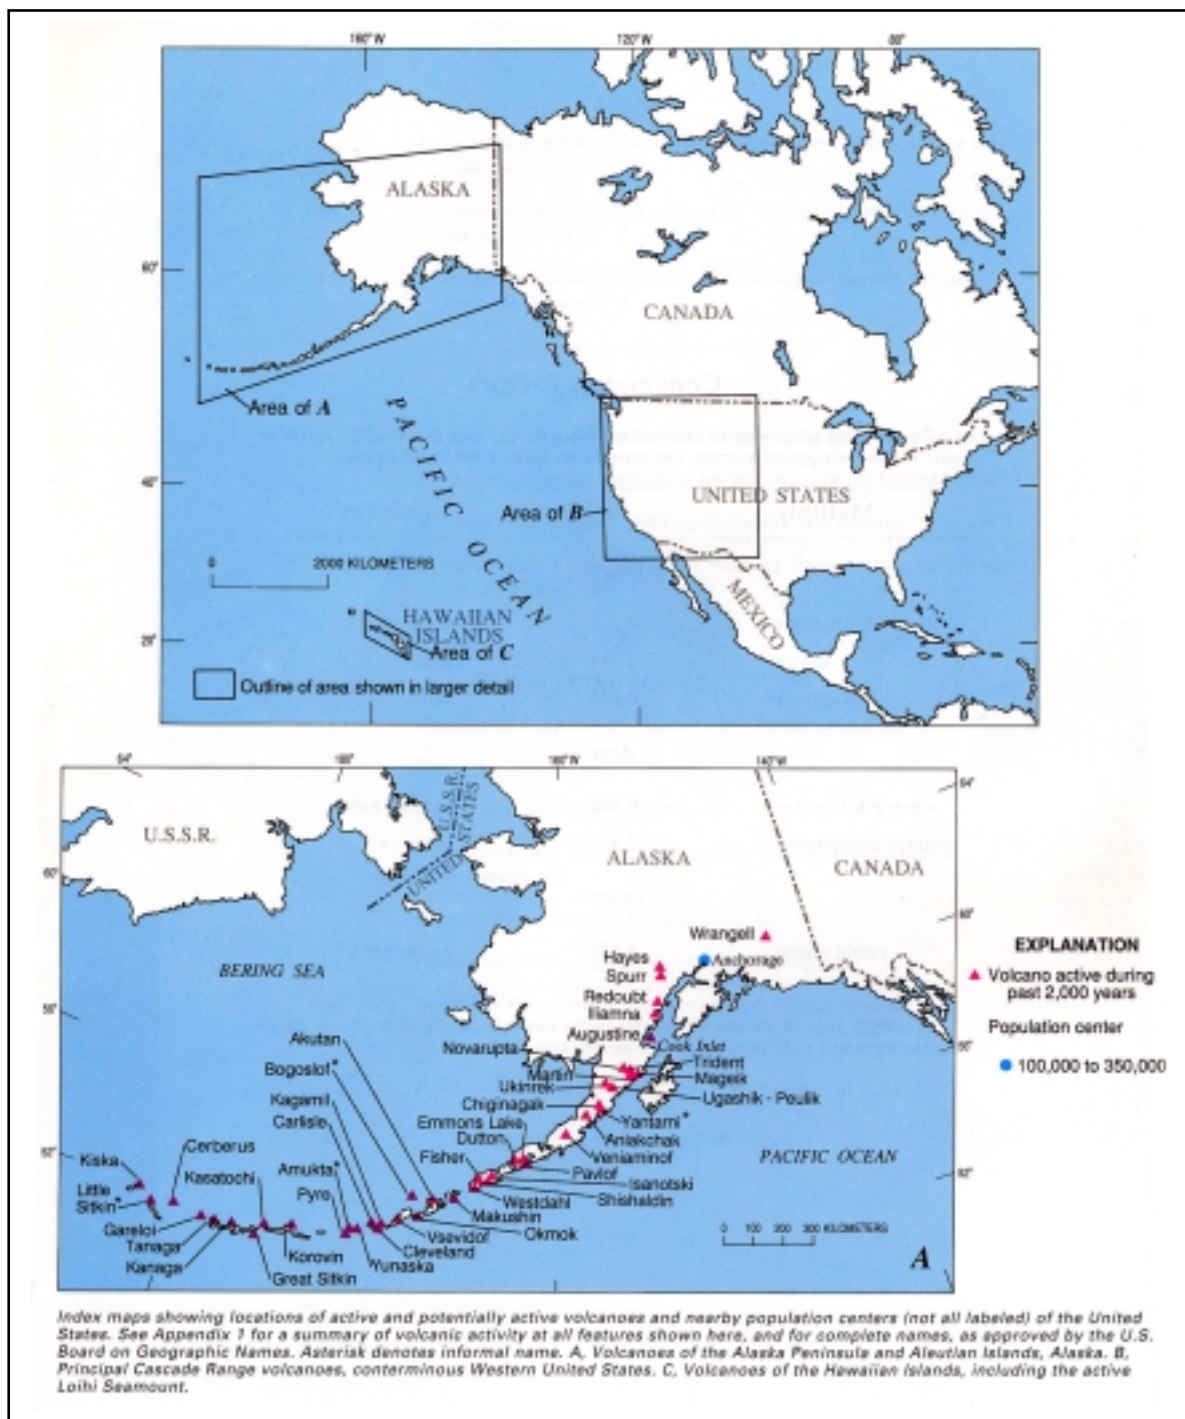 160°W
120°W
80°
ALASKA
60°
CANADA
Area of A
PACIFIC OCEAN
40°
UNITED STATES
Area of B
0 2000 KILOMETERS
MEXICO
HAWAIIAN
ISLANDS
20°
Area of C
Outline of area shown in larger detail
180°
160°W
140°W
64°
U.S.S.R.
U.S.S.R.
UNITED STATES
ALASKA
CANADA
60°
60°
Wrangell
EXPLANATION
Hayes
Anchorage
BERING SEA
Spurr
Volcano active during
past 2,000 years
Redoubt
Iliamna
Population center
Augustine
Akutan
Cook Inlet
Novarupta
Trident
100,000 to 350,000
Bogoslof*
Martin
Mageik
Ukinrek
Ugashik - Peulik
Kagamil
Chiginagak
Yantarni*
Carlisle
Emmons Lake
Aniakchak
Dutton
Cerberus
Veniaminof
PACIFIC OCEAN
Fisher
Kiska
Kasatochi
Amukta*
Pavlof
52°
Isanotski
Little
Sitkin*
Pyre
Shishaldin
Westdahl
Gareloi
Makushin
0 100 200 300 KILOMETERS
Tanaga
Okmok
Vsevidof
Korovin
Cleveland
Kanaga
Yunaska
A
Great Sitkin
Index maps showing locations of active and potentially active volcanoes and nearby population centers (not all labeled) of the United
States. See Appendix 1 for a summary of volcanic activity at all features shown here, and for complete names, as approved by the U.S.
Board on Geographic Names. Asterisk denotes informal name. A, Volcanoes of the Alaska Peninsula and Aleutian Islands, Alaska. B,
Principal Cascade Range volcanoes, conterminous Western United States. C, Volcanoes of the Hawaiian Islands, including the active
Loihi Seamount.